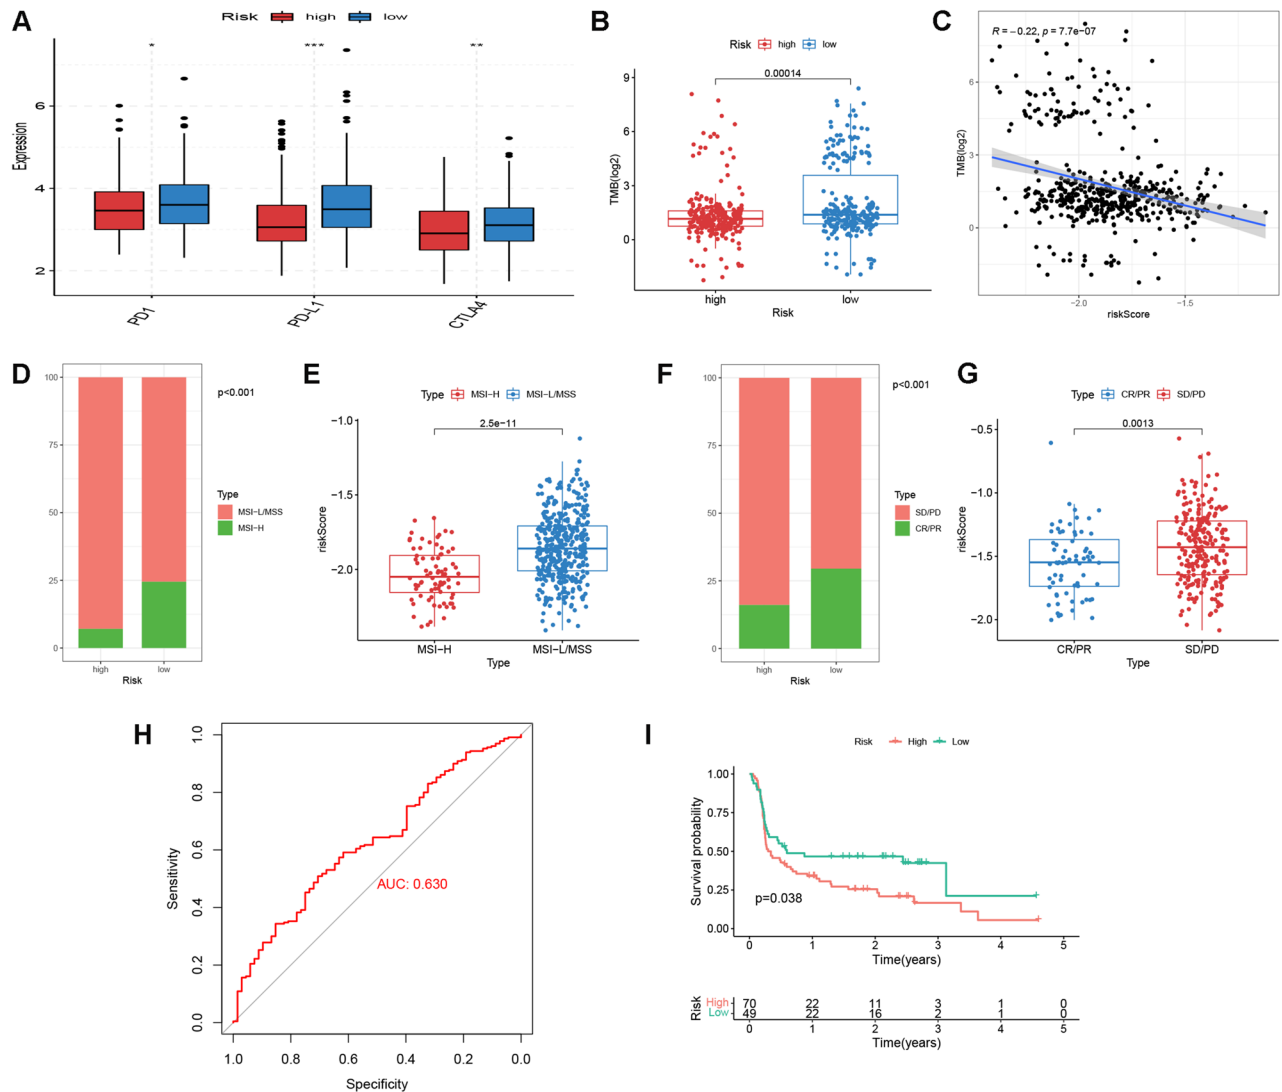 A
Risk high low
* *** **
Expression
6
4
2
PD1 PD-L1 CTLA4
B
Risk high low
0.00014
TMB(log2)
9
6
3
0
high low
Risk
C
R = −0.22, p = 7.7e−07
TMB(log2)
6
3
0
−2.0 −1.5
riskScore
D
100
75
50
25
0
p<0.001
Type
MSI−L/MSS
MSI−H
high low
Risk
E
Type MSI−H MSI−L/MSS
2.5e−11
riskScore
−1.0
−1.5
−2.0
MSI−H MSI−L/MSS
Type
F
100
75
50
25
0
p<0.001
Type
SD/PD
CR/PR
high low
Risk
G
Type CR/PR SD/PD
0.0013
riskScore
−0.5
−1.0
−1.5
−2.0
CR/PR SD/PD
Type
H
Sensitivity
1.0
0.8
0.6
0.4
0.2
0.0
AUC: 0.630
1.0 0.8 0.6 0.4 0.2 0.0
Specificity
I
Risk High Low
Survival probability
1.00
0.75
0.50
0.25
0.00
p=0.038
0 1 2 3 4 5
Time(years)
Risk
High 70 22 11 3 1 0
Low 49 22 16 2 1 0
0 1 2 3 4 5
Time(years)